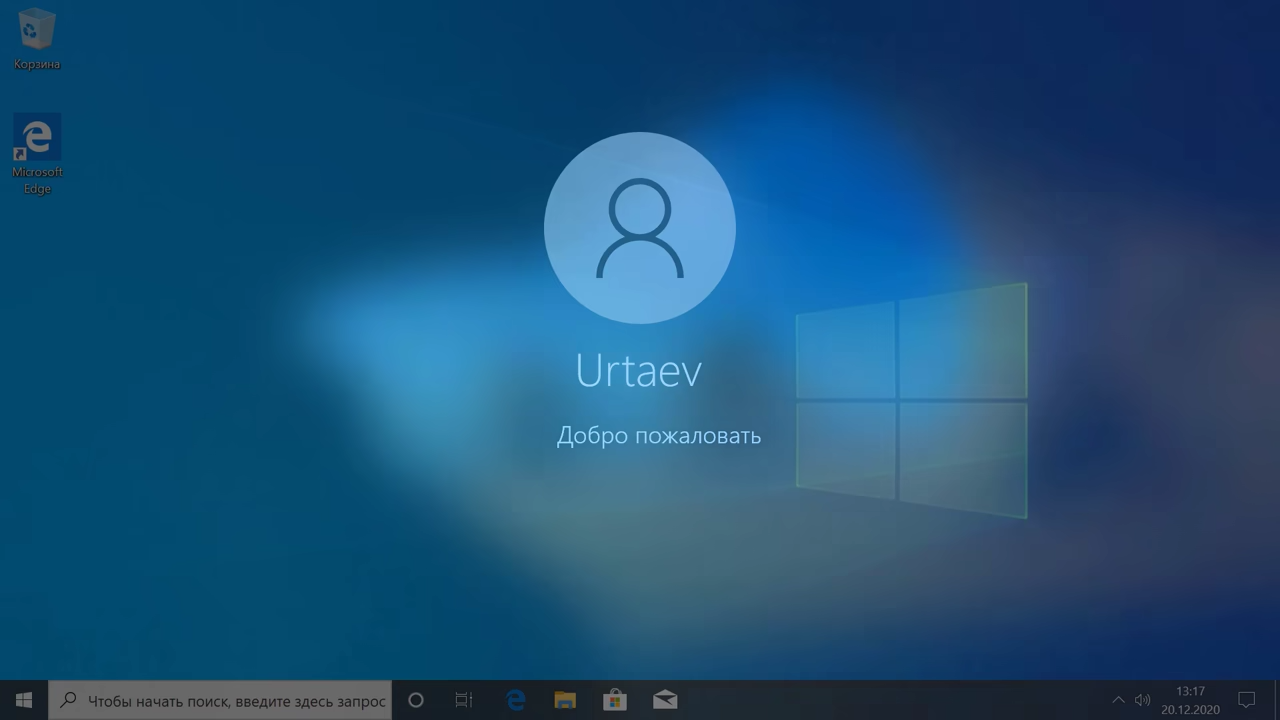 Корзина
Microsoft
Edge
Urtaev
Добро пожаловать
Чтобы начать поиск, введите здесь запрос
13:17
20.12.2020